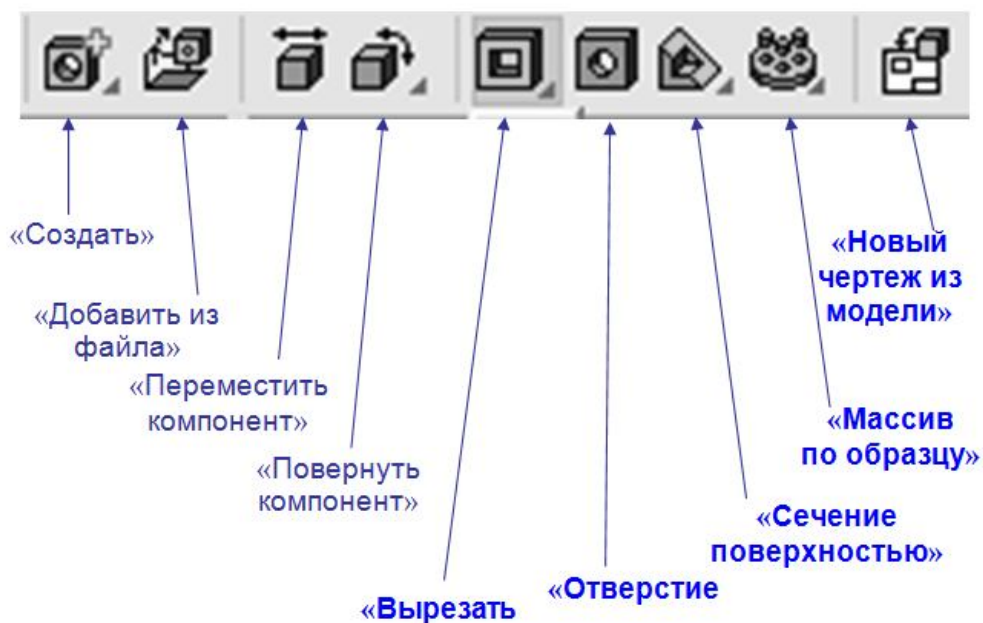 «Создать»
«Добавить из
файла»
«Переместить
компонент»
«Повернуть
компонент»
«Вырезать
«Отверстие
«Сечение
поверхностью»
«Массив
по образцу»
«Новый
чертеж из
модели»